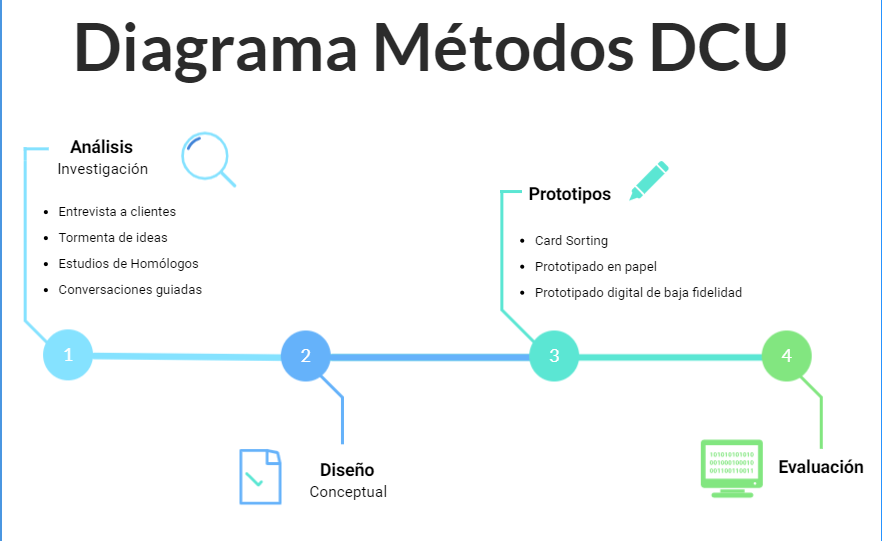 Diagrama Métodos DCU
Análisis
Investigación
• Entrevista a clientes
• Tormenta de ideas
• Estudios de Homólogos
• Conversaciones guiadas
Prototipos
• Card Sorting
• Prototipado en papel
• Prototipado digital de baja fidelidad
1
2
3
4
Diseño
Conceptual
101010101010
001000100010
001100110011
Evaluación